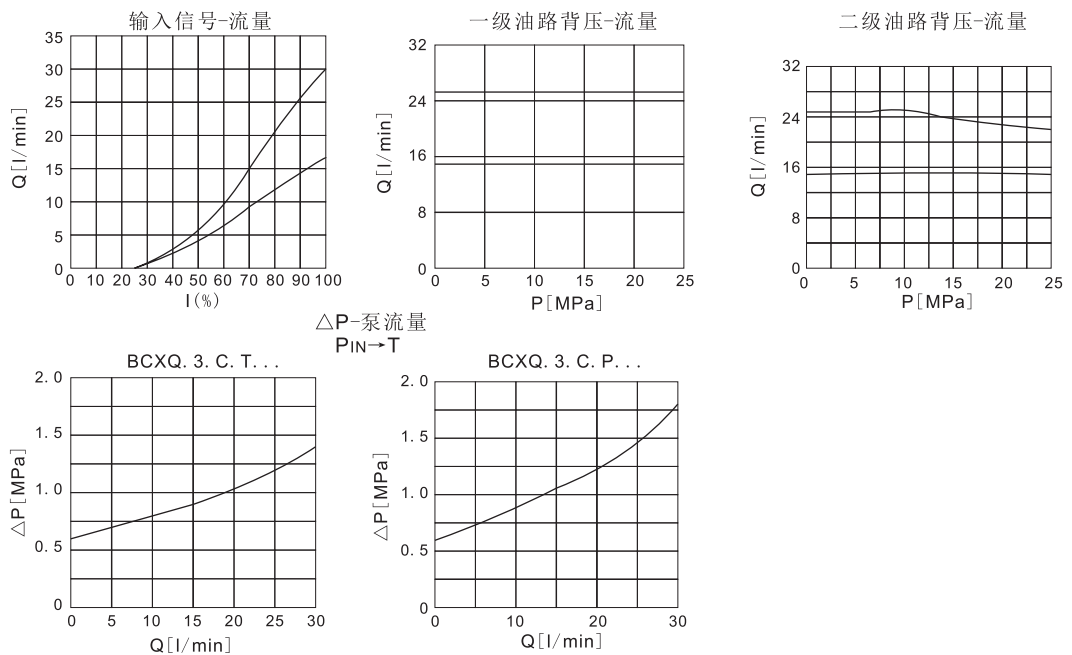 输入信号-流量
Q[l/min]
35
30
25
20
15
10
5
0
0 10 20 30 40 50 60 70 80 90 100
I(%)
一级油路背压-流量
Q[l/min]
32
24
16
8
0
0 5 10 15 20 25
P[MPa]
二级油路背压-流量
Q[l/min]
32
24
16
8
0
0 5 10 15 20 25
P[MPa]
△P-泵流量
PIN→T
BCXQ. 3. C. T. . .
△P[MPa]
2.0
1.5
1.0
0.5
0
0 5 10 15 20 25 30
Q[l/min]
BCXQ. 3. C. P. . .
△P[MPa]
2.0
1.5
1.0
0.5
0
0 10 20 30
Q[l/min]